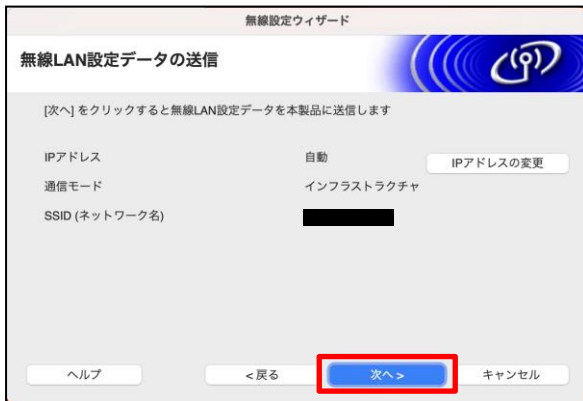 無線設定ウィザード
無線LAN設定データの送信
[次へ] をクリックすると無線LAN設定データを本製品に送信します
IPアドレス 自動 IPアドレスの変更
通信モード インフラストラクチャ
SSID (ネットワーク名)
ヘルプ <戻る 次へ> キャンセル